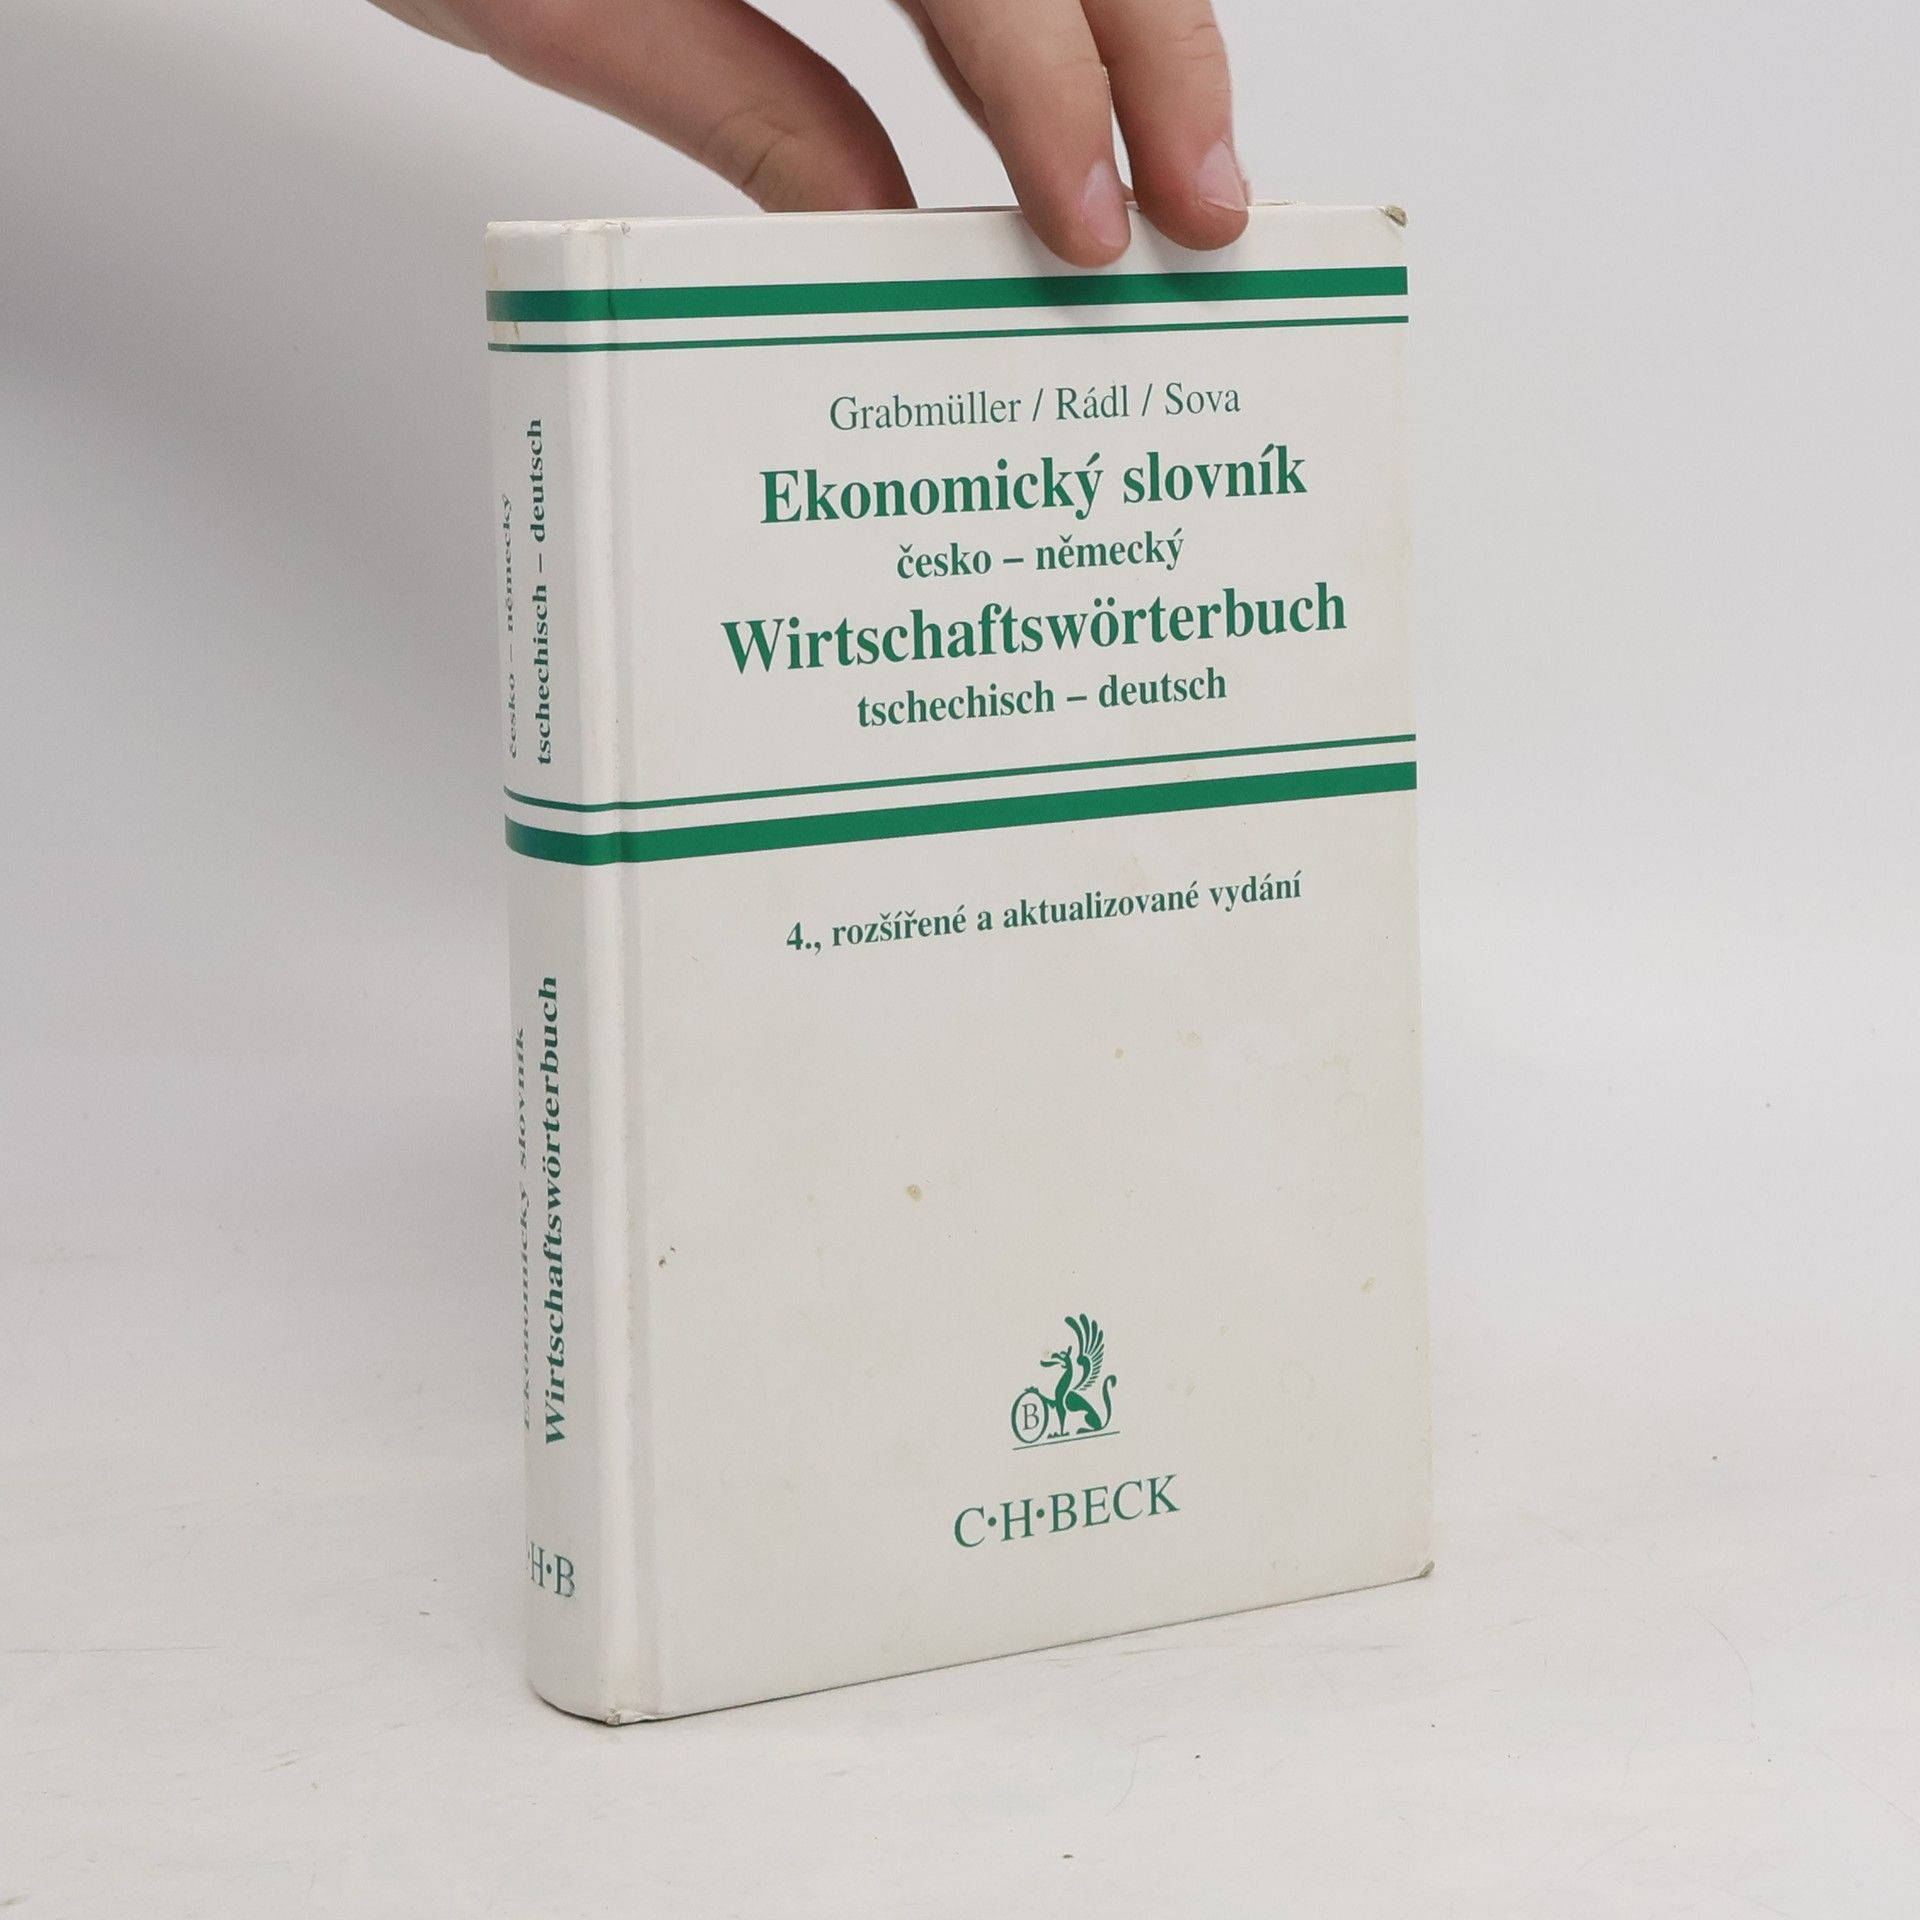 Grabmüller / Rádl / Sova
Ekonomický slovník
česko – německý
Wirtschaftswörterbuch
tschechisch – deutsch
4., rozšířené a aktualizované vydání
B
C·H·BECK
česko – německý
tschechisch – deutsch
Ekonomický slovník
Wirtschaftswörterbuch
·H·B